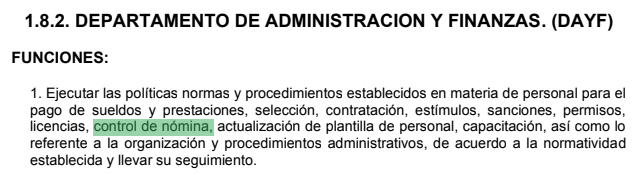 1.8.2. DEPARTAMENTO DE ADMINISTRACION Y FINANZAS. (DAYF)
FUNCIONES:
1. Ejecutar las políticas normas y procedimientos establecidos en materia de personal para el
pago de sueldos y prestaciones, selección, contratación, estímulos, sanciones, permisos,
licencias, control de nómina, actualización de plantilla de personal, capacitación, así como lo
referente a la organización y procedimientos administrativos, de acuerdo a la normatividad
establecida y llevar su seguimiento.